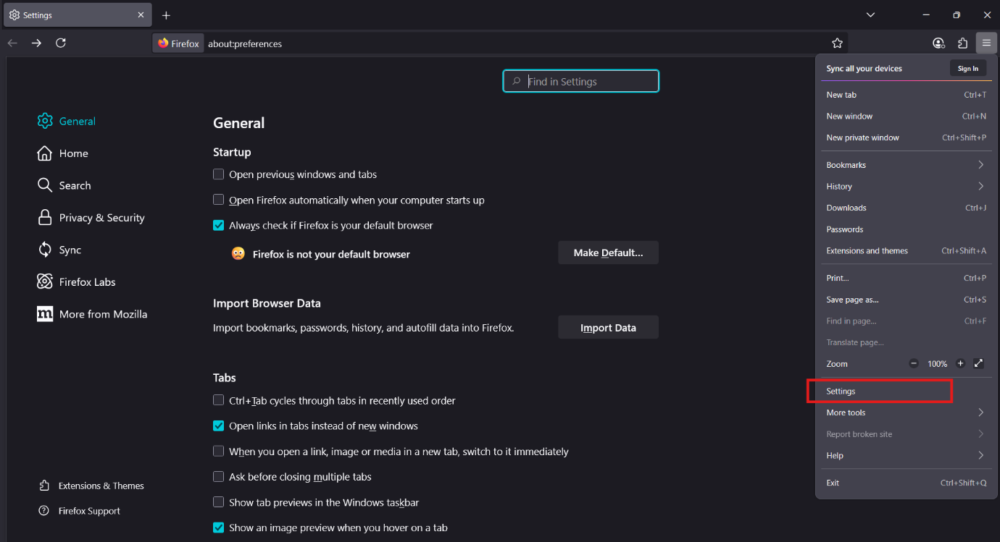 Settings
Firefox about:preferences
Find in Settings
General
Home
Search
Privacy & Security
Sync
Firefox Labs
More from Mozilla
Extensions & Themes
Firefox Support
General
Startup
Open previous windows and tabs
Open Firefox automatically when your computer starts up
Always check if Firefox is your default browser
Firefox is not your default browser
Make Default...
Import Browser Data
Import bookmarks, passwords, history, and autofill data into Firefox.
Import Data
Tabs
Ctrl+Tab cycles through tabs in recently used order
Open links in tabs instead of new windows
When you open a link, image or media in a new tab, switch to it immediately
Ask before closing multiple tabs
Show tab previews in the Windows taskbar
Show an image preview when you hover on a tab
Sync all your devices Sign In
New tab Ctrl+T
New window Ctrl+N
New private window Ctrl+Shift+P
Bookmarks
History
Downloads Ctrl+J
Passwords
Extensions and themes Ctrl+Shift+A
Print... Ctrl+P
Save page as... Ctrl+S
Find in page... Ctrl+F
Translate page...
Zoom 100%
Settings
More tools
Report broken site
Help
Exit Ctrl+Shift+Q